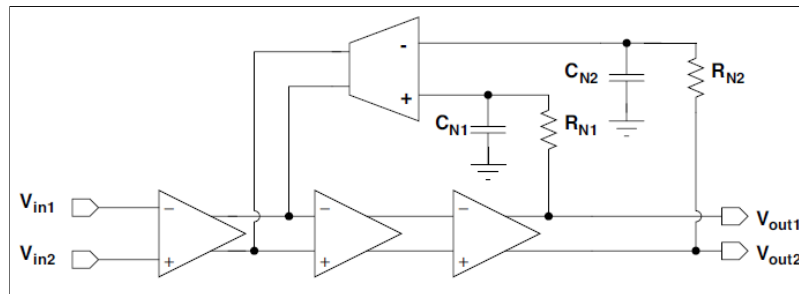 -
+
C_N2
R_N2
C_N1
R_N1
V_in1
V_in2
−
+
−
+
−
+
V_out1
V_out2